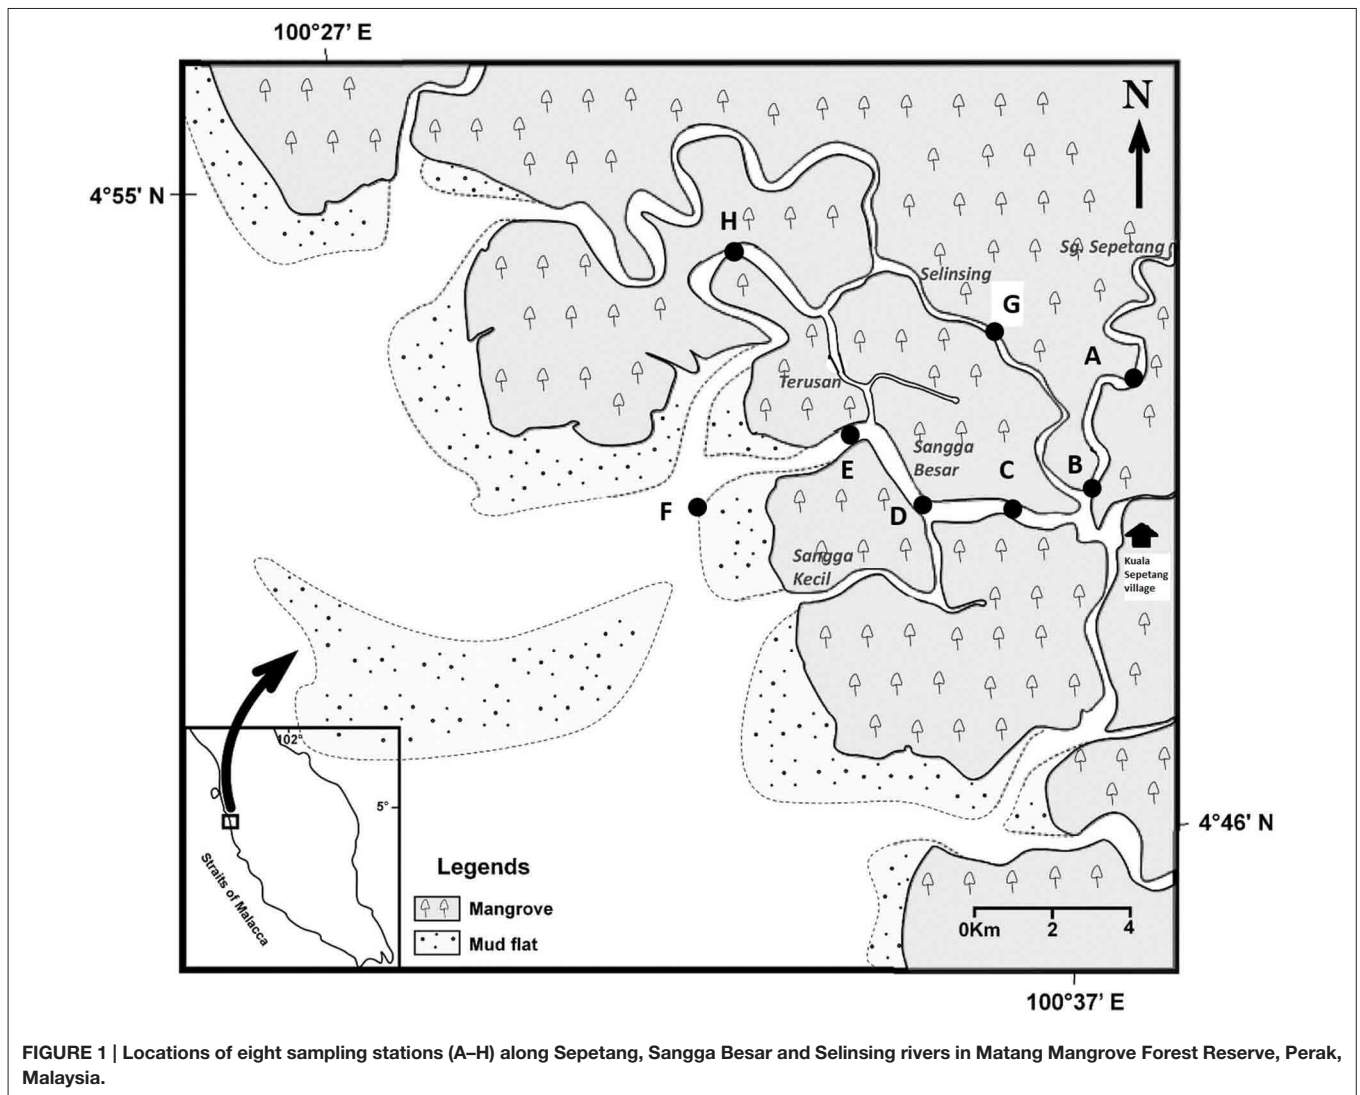 100°27’ E
N
4°55' N
H
Sg. Sepetang
Selinsing
G
A
Terusan
Sangga
Besar
E
C
B
F
D
Sangga
Kecil
Kuala
Sepetang
village
102°
5°
4°46' N
Straits of Malacca
Legends
Mangrove
Mud flat
0Km 2 4
100°37’ E
FIGURE 1 | Locations of eight sampling stations (A–H) along Sepetang, Sangga Besar and Selinsing rivers in Matang Mangrove Forest Reserve, Perak,
Malaysia.